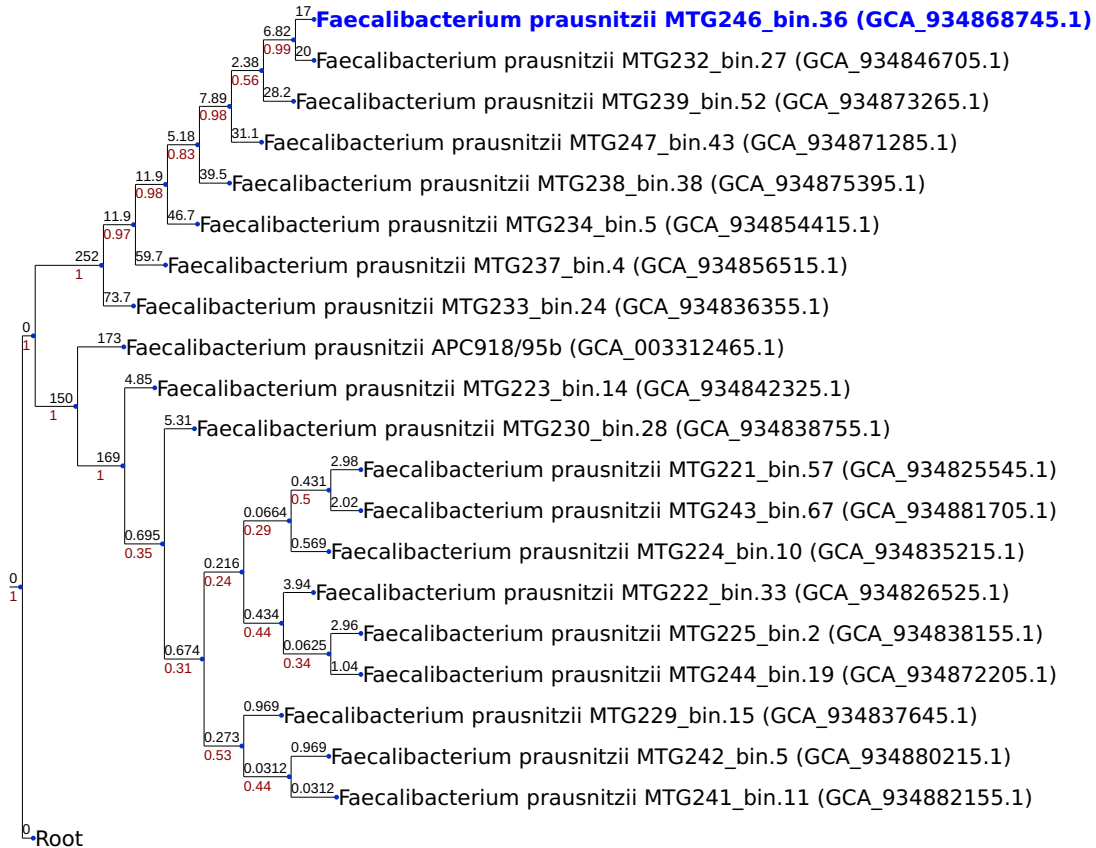 17
Faecalibacterium prausnitzii MTG246_bin.36 (GCA_934868745.1)
6.82
0.99
20
Faecalibacterium prausnitzii MTG232_bin.27 (GCA_934846705.1)
2.38
0.56
28.2
Faecalibacterium prausnitzii MTG239_bin.52 (GCA_934873265.1)
7.89
0.98
31.1
Faecalibacterium prausnitzii MTG247_bin.43 (GCA_934871285.1)
5.18
0.83
39.5
Faecalibacterium prausnitzii MTG238_bin.38 (GCA_934875395.1)
11.9
0.98
46.7
Faecalibacterium prausnitzii MTG234_bin.5 (GCA_934854415.1)
11.9
0.97
59.7
Faecalibacterium prausnitzii MTG237_bin.4 (GCA_934856515.1)
252
1
73.7
Faecalibacterium prausnitzii MTG233_bin.24 (GCA_934836355.1)
0
1
173
Faecalibacterium prausnitzii APC918/95b (GCA_003312465.1)
150
1
4.85
Faecalibacterium prausnitzii MTG223_bin.14 (GCA_934842325.1)
5.31
Faecalibacterium prausnitzii MTG230_bin.28 (GCA_934838755.1)
169
1
2.98
Faecalibacterium prausnitzii MTG221_bin.57 (GCA_934825545.1)
0.431
0.5
2.02
Faecalibacterium prausnitzii MTG243_bin.67 (GCA_934881705.1)
0.0664
0.29
0.569
Faecalibacterium prausnitzii MTG224_bin.10 (GCA_934835215.1)
0.695
0.35
0.216
0.24
3.94
Faecalibacterium prausnitzii MTG222_bin.33 (GCA_934826525.1)
0
1
0.434
0.44
2.96
Faecalibacterium prausnitzii MTG225_bin.2 (GCA_934838155.1)
0.0625
0.34
1.04
Faecalibacterium prausnitzii MTG244_bin.19 (GCA_934872205.1)
0.674
0.31
0.969
Faecalibacterium prausnitzii MTG229_bin.15 (GCA_934837645.1)
0.273
0.53
0.969
Faecalibacterium prausnitzii MTG242_bin.5 (GCA_934880215.1)
0.0312
0.44
0.0312
Faecalibacterium prausnitzii MTG241_bin.11 (GCA_934882155.1)
0
Root